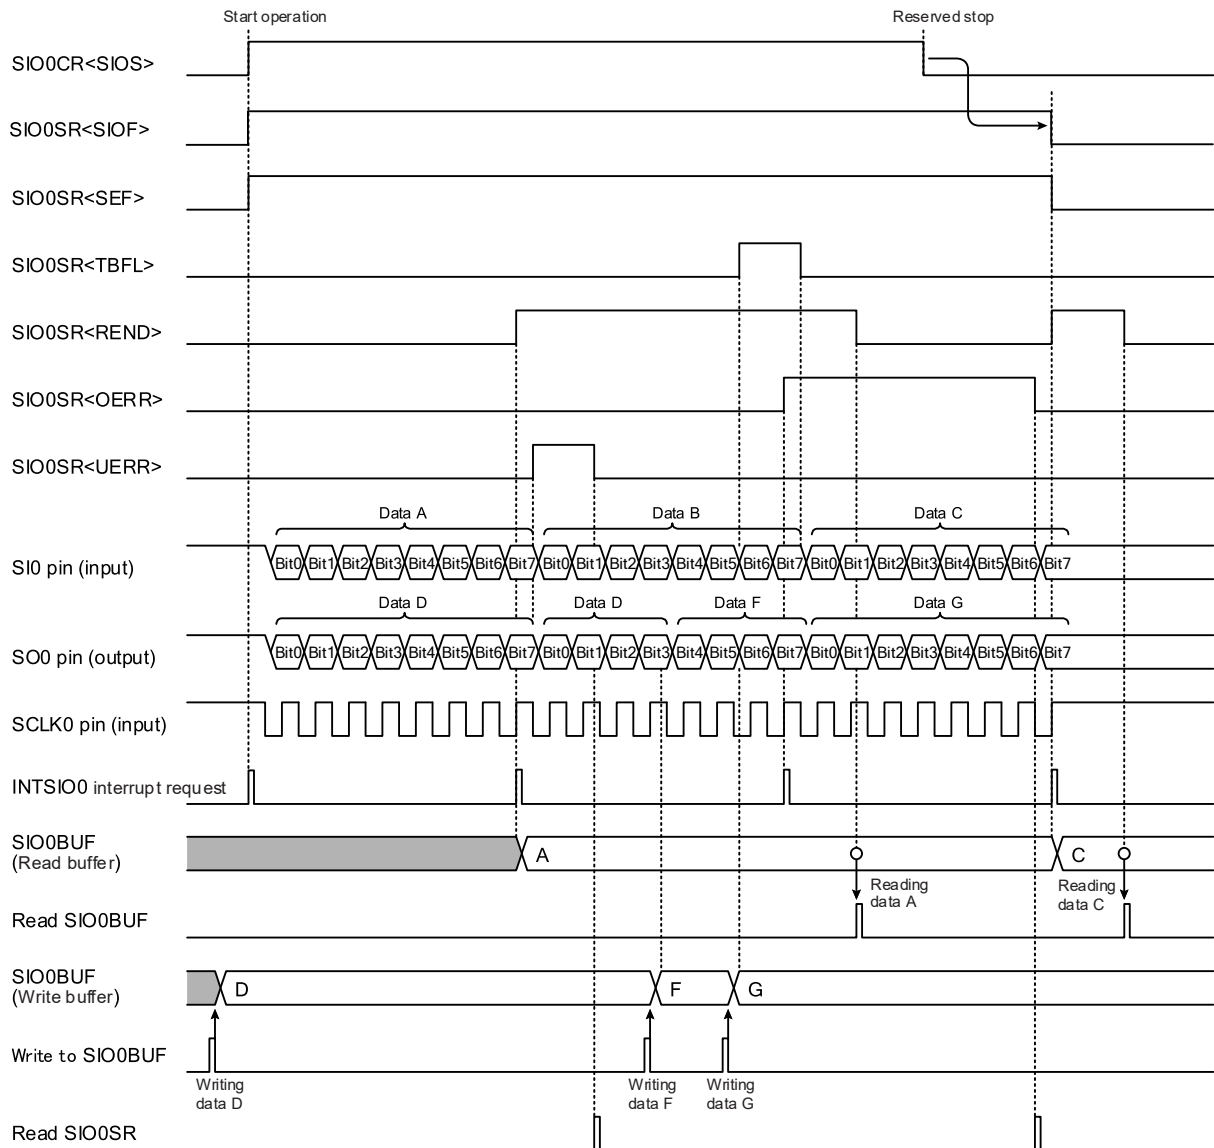 Start operation
Reserved stop
SIO0CR<SIOS>
SIO0SR<SIOF>
SIO0SR<SEF>
SIO0SR<TBFL>
SIO0SR<REND>
SIO0SR<OERR>
SIO0SR<UERR>
Data A
Data B
Data C
SI0 pin (input)
Bit0 Bit1 Bit2 Bit3 Bit4 Bit5 Bit6 Bit7 Bit0 Bit1 Bit2 Bit3 Bit4 Bit5 Bit6 Bit7 Bit0 Bit1 Bit2 Bit3 Bit4 Bit5 Bit6 Bit7
Data D
Data D
Data F
Data G
SO0 pin (output)
Bit0 Bit1 Bit2 Bit3 Bit4 Bit5 Bit6 Bit7 Bit0 Bit1 Bit2 Bit3 Bit4 Bit5 Bit6 Bit7 Bit0 Bit1 Bit2 Bit3 Bit4 Bit5 Bit6 Bit7
SCLK0 pin (input)
INTSIO0 interrupt request
SIO0BUF
(Read buffer)
A
C
Reading
data A
Reading
data C
Read SIO0BUF
SIO0BUF
(Write buffer)
D
F
G
Write to SIO0BUF
Writing
data D
Writing
data F
Writing
data G
Read SIO0SR